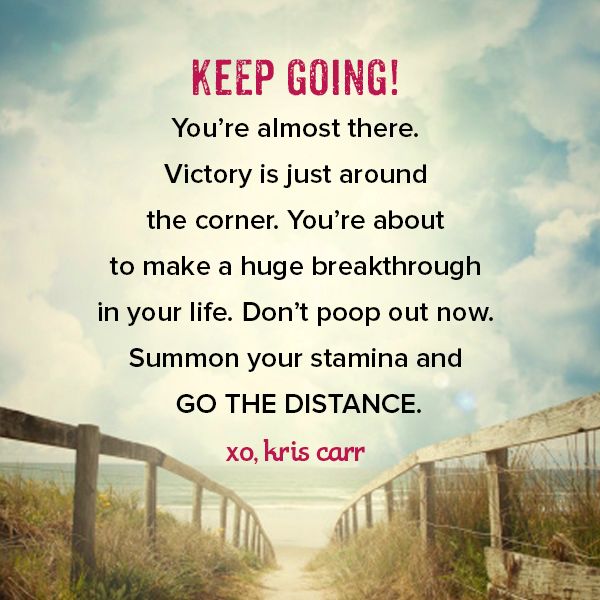 KEEP GOING!
You’re almost there.
Victory is just around
the corner. You’re about
to make a huge breakthrough
in your life. Don’t poop out now.
Summon your stamina and
GO THE DISTANCE.
xo, kris carr